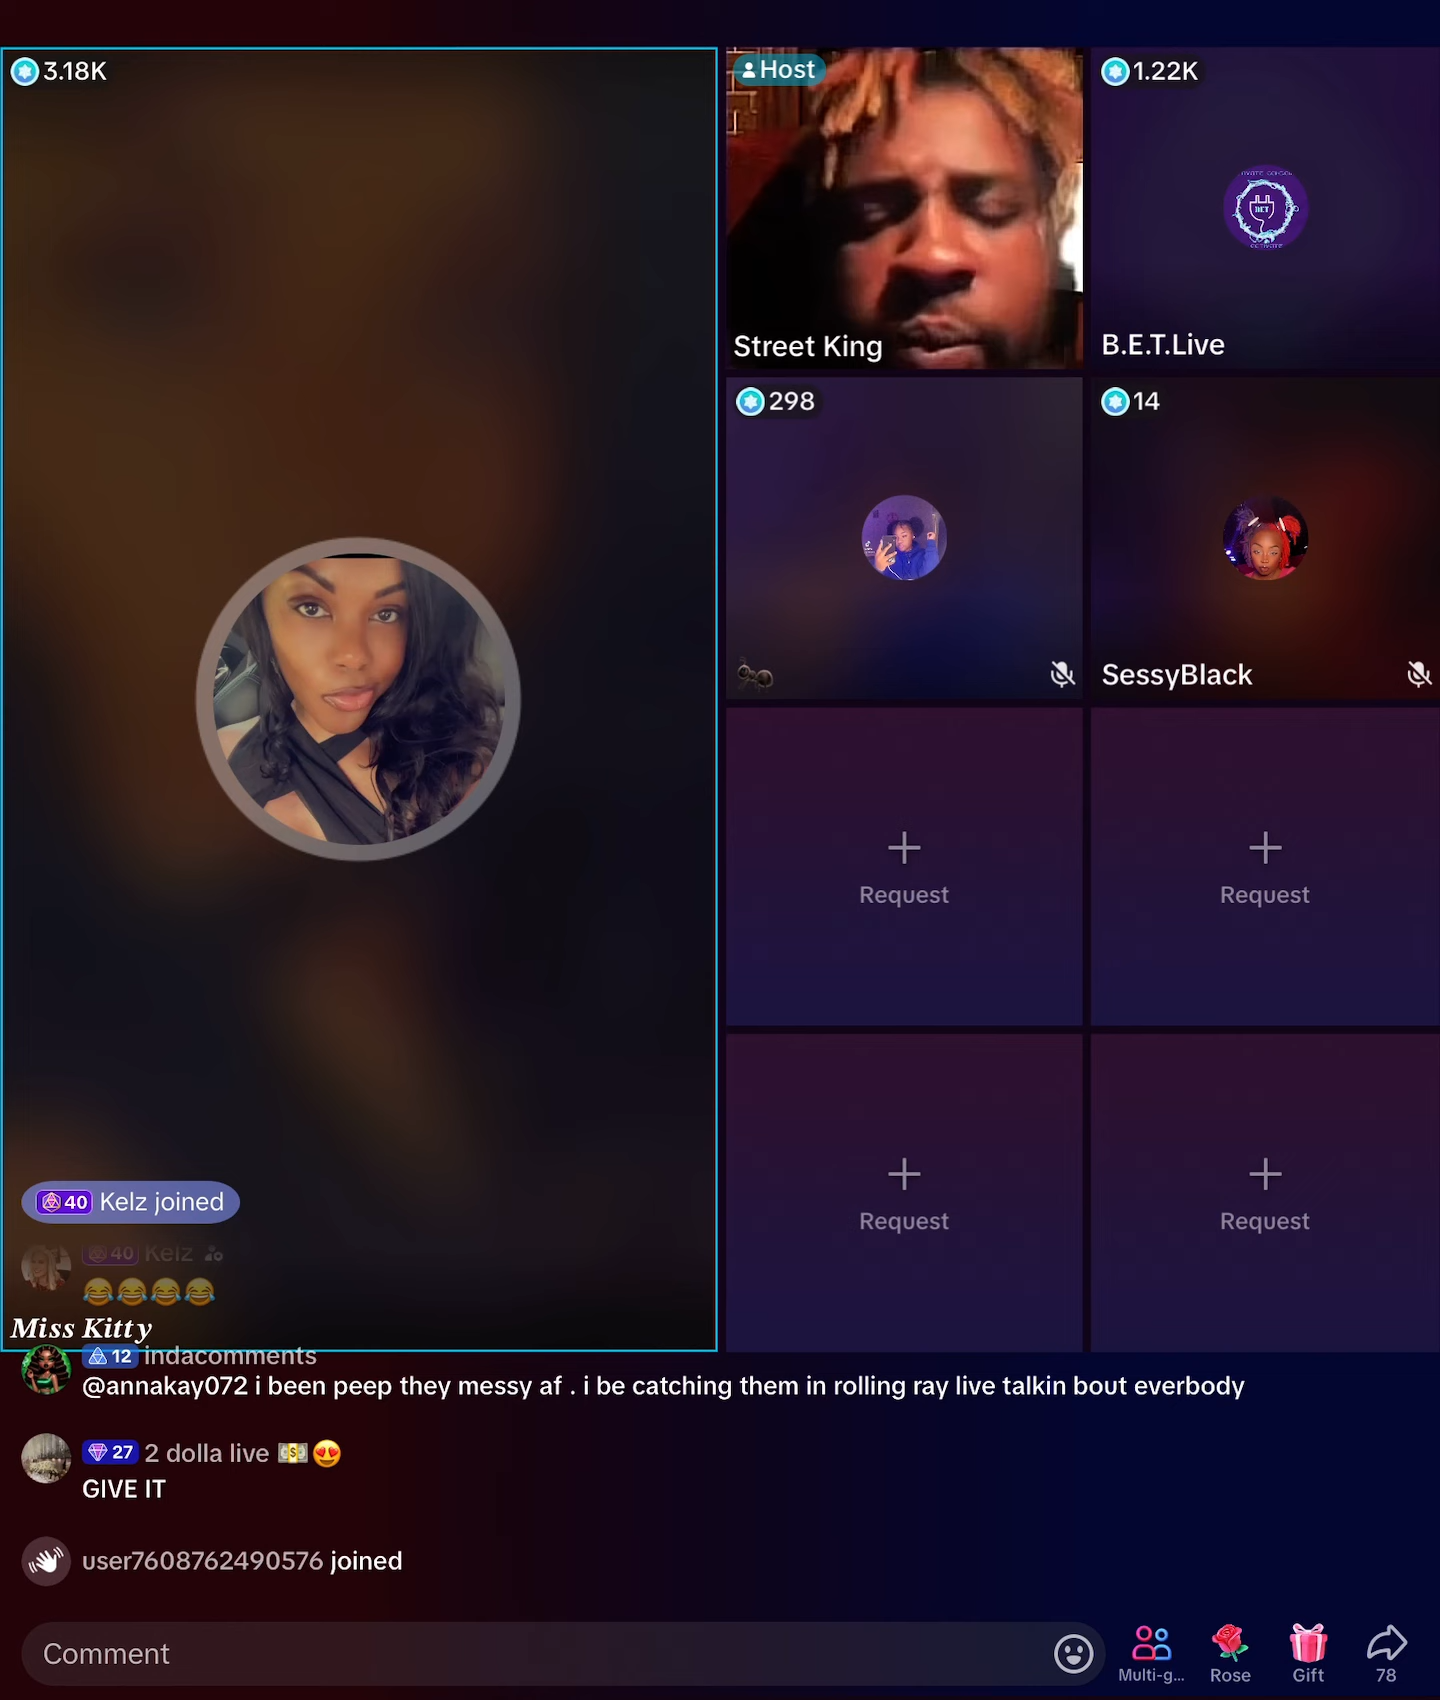 3.18K
Host
Street King
1.22K
BET
B.E.T.Live
298
14
SessyBlack
Request
Request
Request
Request
40 Kelz joined
40 Kelz
😂😂😂😂
Miss Kitty
12 indacomments
@annakay072 i been peep they messy af . i be catching them in rolling ray live talkin bout everbody
27 2 dolla live 💵😍
GIVE IT
user7608762490576 joined
Comment
Multi-g...
Rose
Gift
78